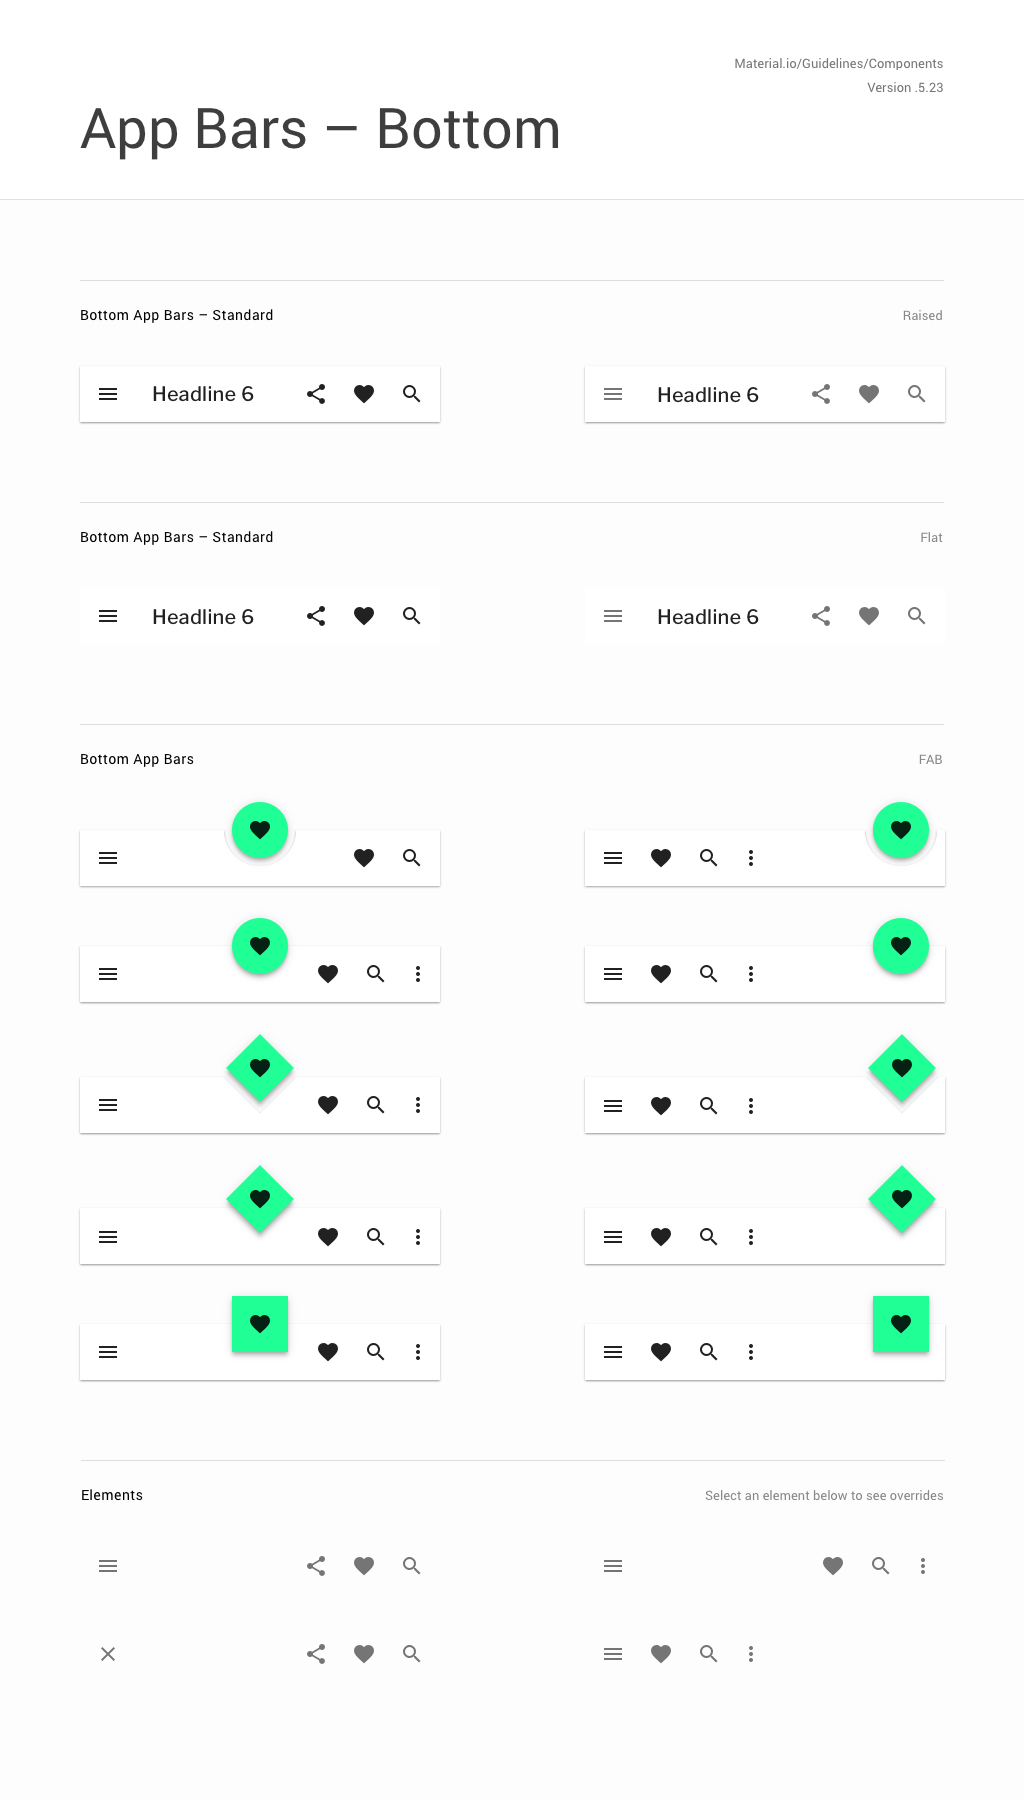 Material.io/Guidelines/Components
Version .5.23
App Bars – Bottom
Bottom App Bars – Standard
Raised
Headline 6
Headline 6
Bottom App Bars – Standard
Flat
Headline 6
Headline 6
Bottom App Bars
FAB
Elements
Select an element below to see overrides